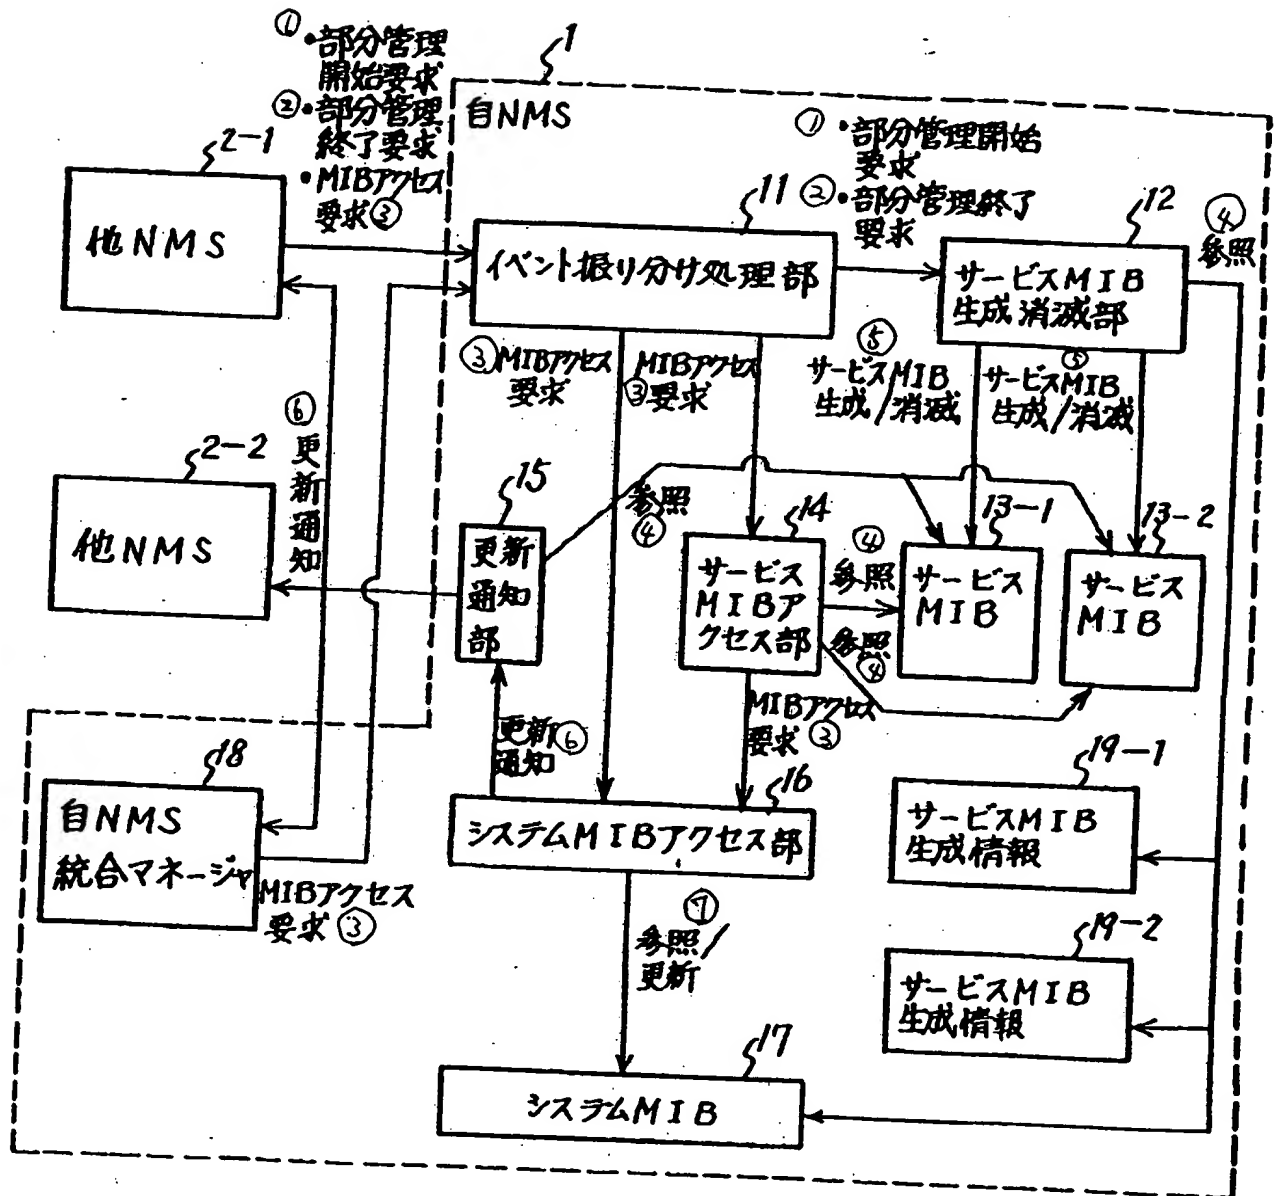 ①
・部分管理
開始要求
②・部分管理
終了要求
・MIBアクセス
要求③
1
自NMS
①・部分管理開始
要求
②・部分管理終了
要求
2-1
他NMS
11
イベント振り分け処理部
12
サービスMIB
生成消滅部
④
参照
③MIBアクセス
要求
MIBアクセス
③要求
⑤
サービスMIB
生成/消滅
⑤
サービスMIB
生成/消滅
⑥
更新通知
2-2
他NMS
15
更新
通知
部
参照
④
14
サービス
MIBア
クセス部
④
参照
参照
④
13-1
サービス
MIB
13-2
サービス
MIB
更新⑥
通知
MIBアクセス
要求③
18
自NMS
統合マネージャ
MIBアクセス
要求③
16
システムMIBアクセス部
19-1
サービスMIB
生成情報
⑦
参照/
更新
19-2
サービスMIB
生成情報
17
システムMIB